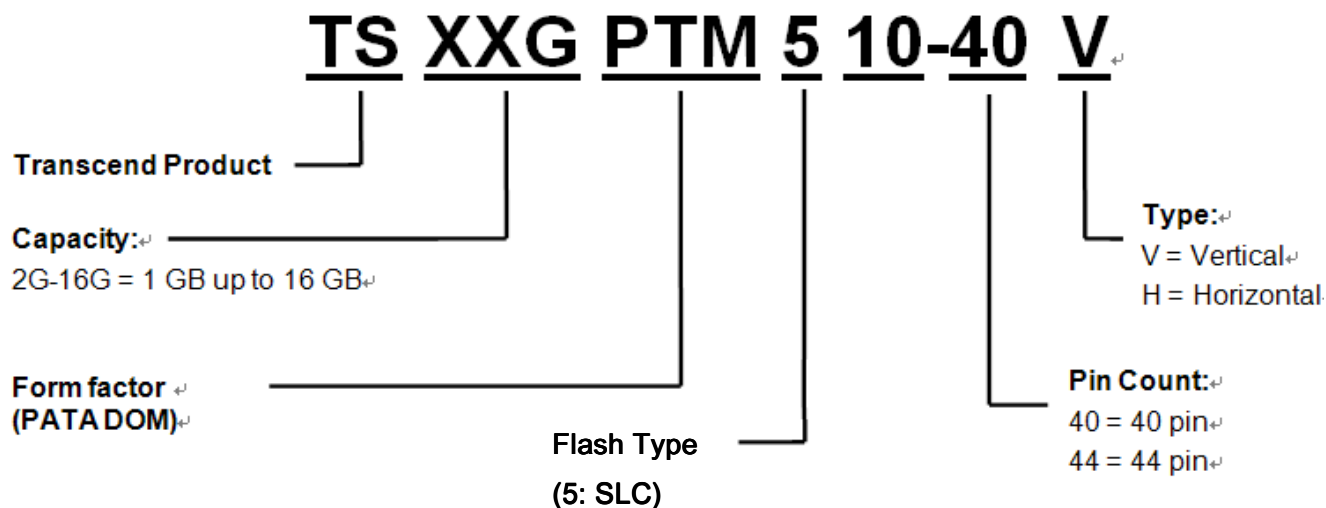 TS XXG PTM 5 10-40 V↵
Transcend Product
Capacity:↵
2G-16G = 1 GB up to 16 GB↵
Form factor ↵
(PATA DOM)↵
Flash Type
(5: SLC)
Type:↵
V = Vertical↵
H = Horizontal↵
Pin Count:↵
40 = 40 pin↵
44 = 44 pin↵